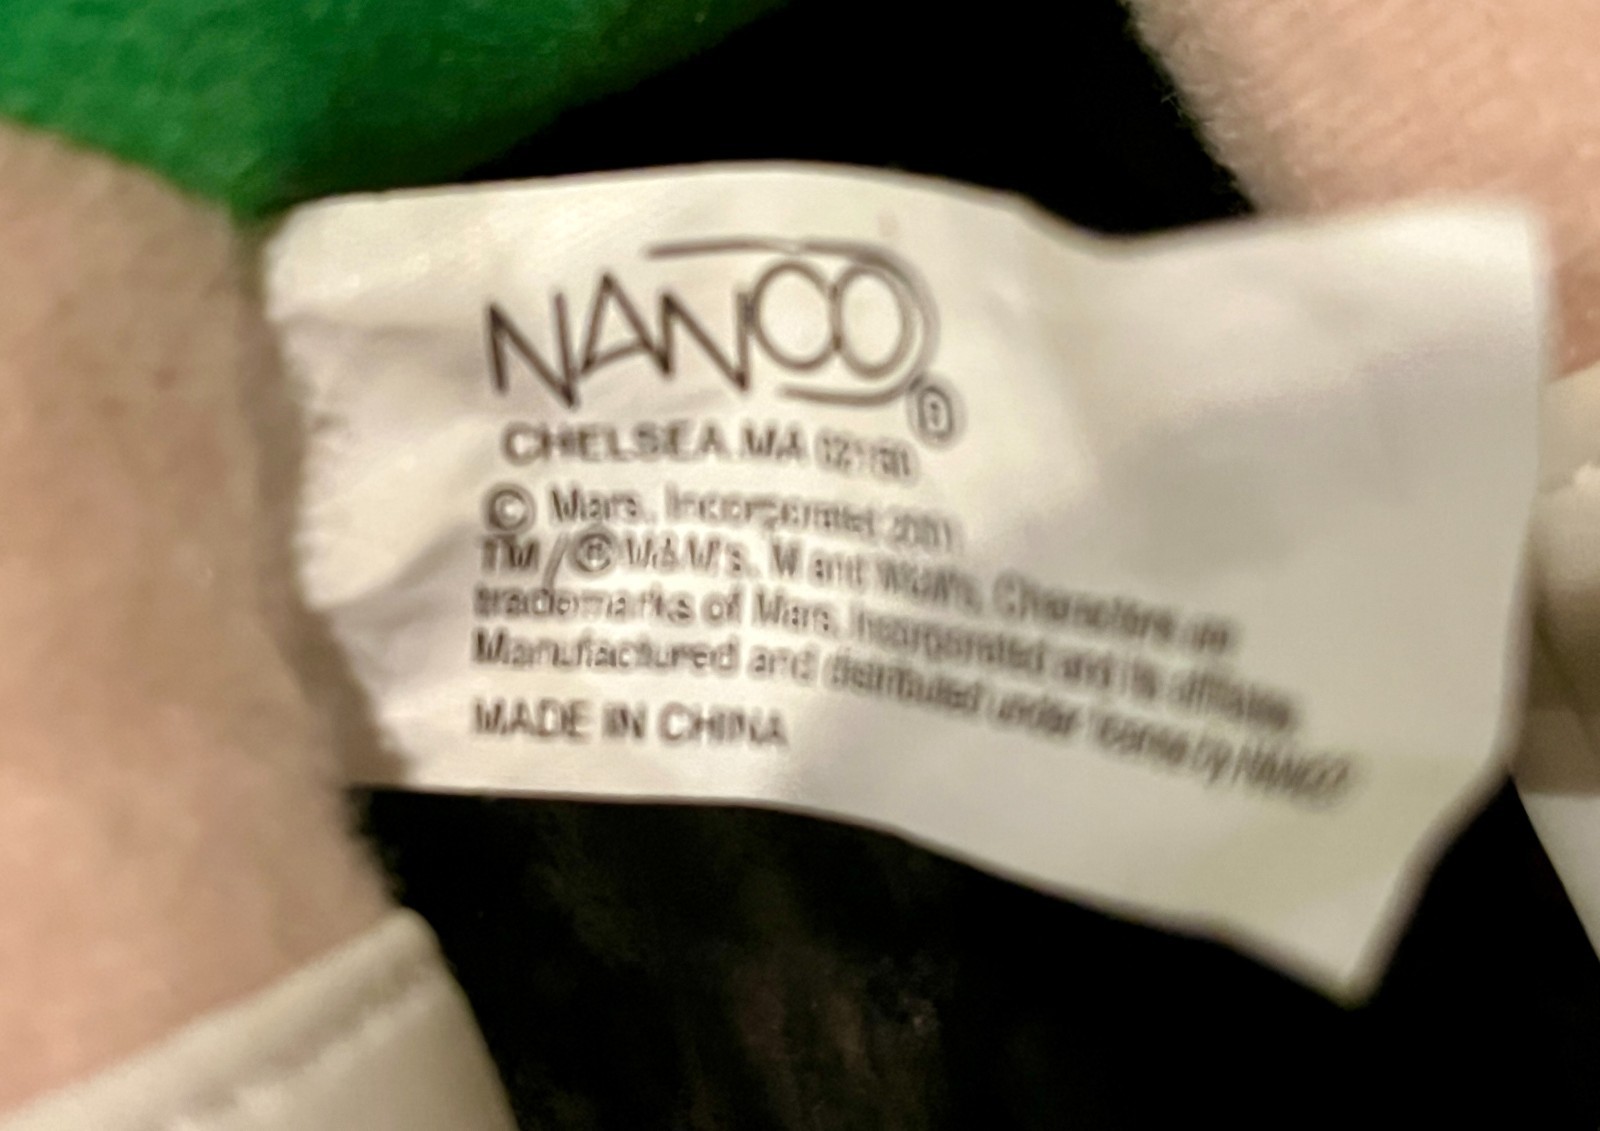 NANCO
CHELSEA MA 02150
© Mars, Incorporated 2001
TM/® M&M's, M and M&M's, Characters are
trademarks of Mars, Incorporated and its affiliates.
Manufactured and distributed under license by NANCO
MADE IN CHINA